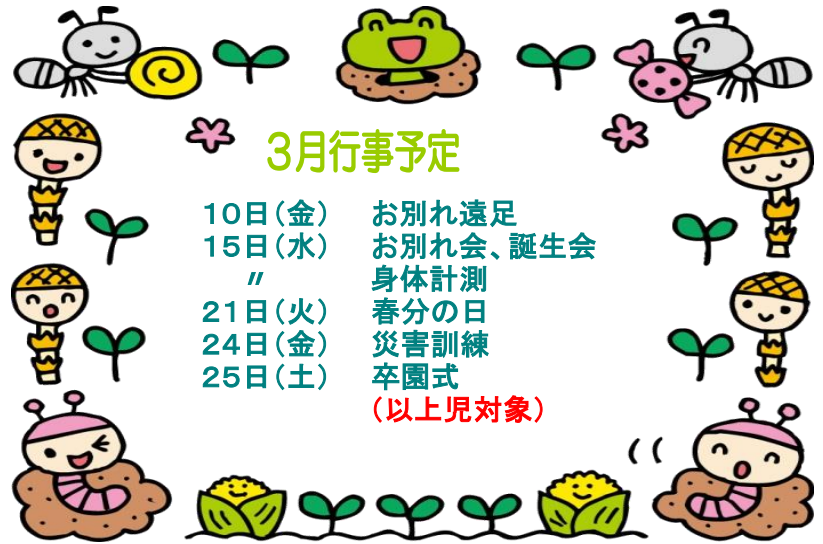 ３月行事予定
１０日（金）　お別れ遠足
１５日（水）　お別れ会、誕生会
〃　身体計測
２１日（火）　春分の日
２４日（金）　災害訓練
２５日（土）　卒園式
（以上児対象）